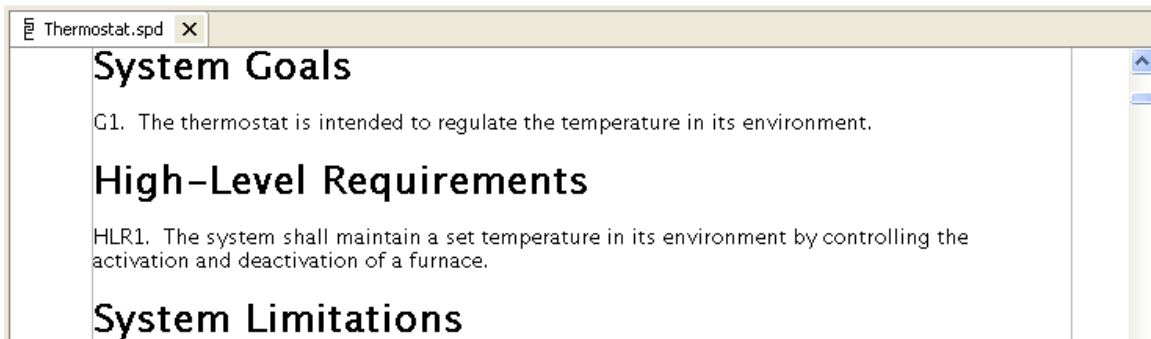 Thermostat.spd
System Goals
G1.  The thermostat is intended to regulate the temperature in its environment.
High-Level Requirements
HLR1.  The system shall maintain a set temperature in its environment by controlling the
activation and deactivation of a furnace.
System Limitations